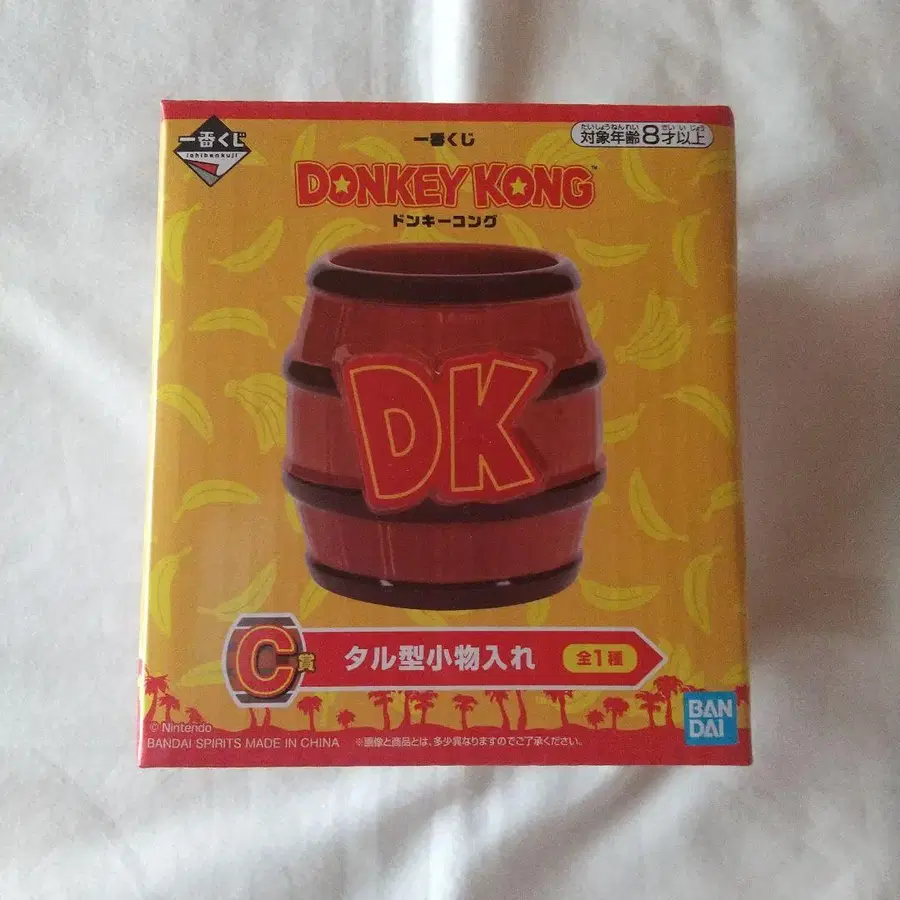 一番くじ
ichibankuji
一番くじ
たいしょうねんれい さい いじょう
対象年齢8才以上
DONKEY KONG™
ドンキーコング
DK
C賞
タル型小物入れ
全1種
© Nintendo
BANDAI SPIRITS MADE IN CHINA ※画像と商品とは、多少異なりますのでご了承ください。
BAN
DAI